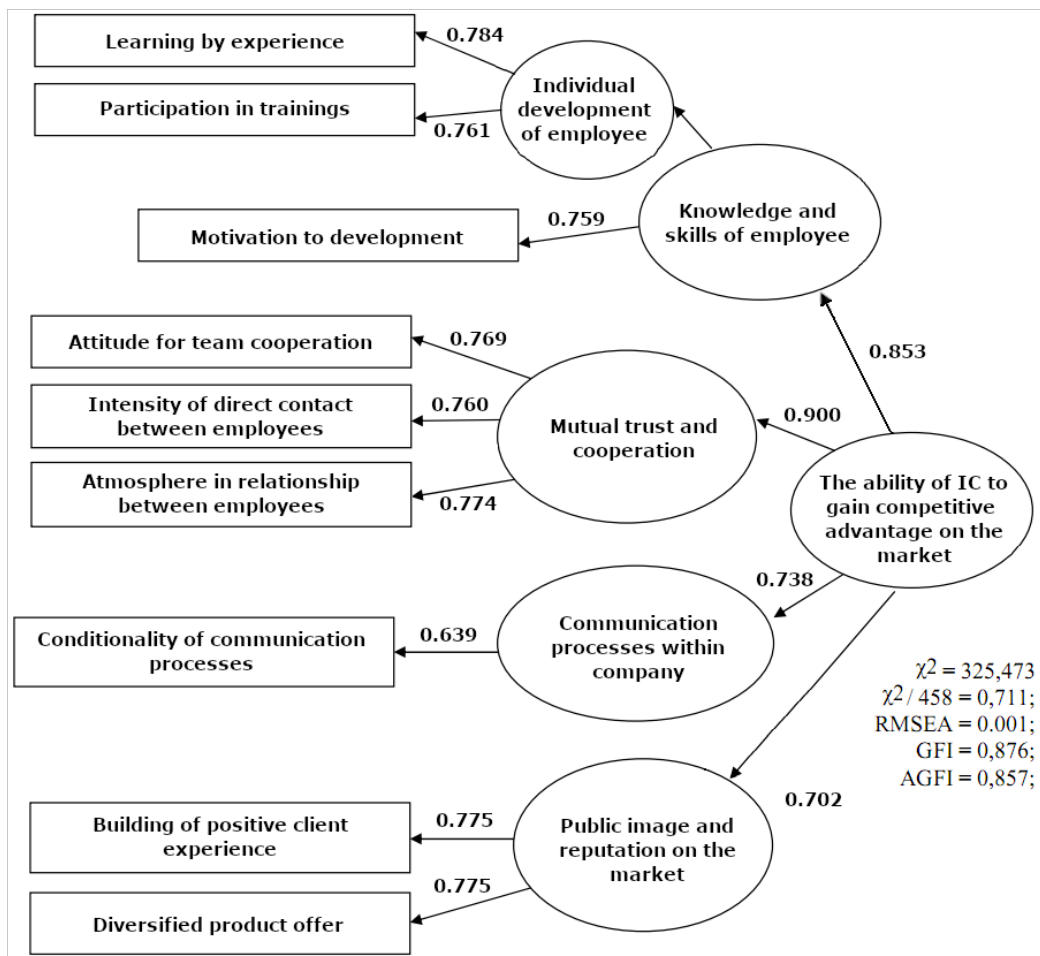 Learning by experience
0.784
Individual
development
of employee
Participation in trainings
0.761
Knowledge and
skills of employee
Motivation to development
0.759
Attitude for team cooperation
0.769
0.853
Intensity of direct contact
between employees
0.760
Mutual trust and
cooperation
0.900
Atmosphere in relationship
between employees
0.774
The ability of IC to
gain competitive
advantage on the
market
0.738
Conditionality of communication
processes
0.639
Communication
processes within
company
χ2 = 325,473
χ2 / 458 = 0,711;
RMSEA = 0.001;
GFI = 0,876;
AGFI = 0,857;
0.702
Building of positive client
experience
0.775
Public image and
reputation on the
market
0.775
Diversified product offer